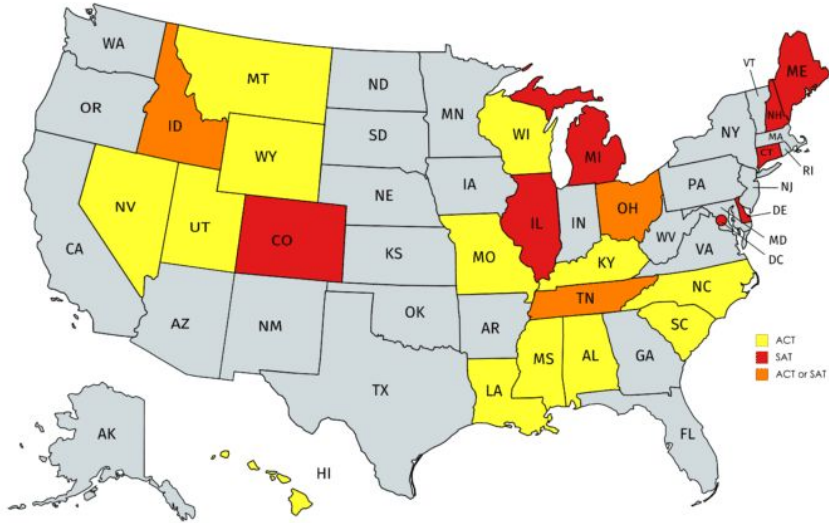 WA
MT
ND
MN
VT
ME
OR
ID
SD
WI
MI
NY
NH
MA
CT
RI
WY
NE
IA
PA
NJ
NV
UT
CO
IL
IN
OH
DE
MD
DC
CA
KS
MO
WV
VA
KY
NC
TN
AZ
NM
OK
AR
SC
MS
AL
GA
LA
TX
FL
AK
HI
ACT
SAT
ACT or SAT